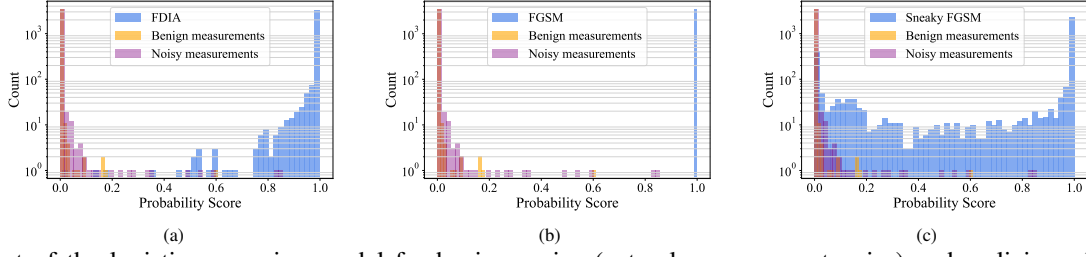 FDIA
Benign measurements
Noisy measurements
10³
10²
10¹
10⁰
Count
0.0 0.2 0.4 0.6 0.8 1.0
Probability Score
(a)
FGSM
Benign measurements
Noisy measurements
10³
10²
10¹
10⁰
Count
0.0 0.2 0.4 0.6 0.8 1.0
Probability Score
(b)
Sneaky FGSM
Benign measurements
Noisy measurements
10³
10²
10¹
10⁰
Count
0.0 0.2 0.4 0.6 0.8 1.0
Probability Score
(c)